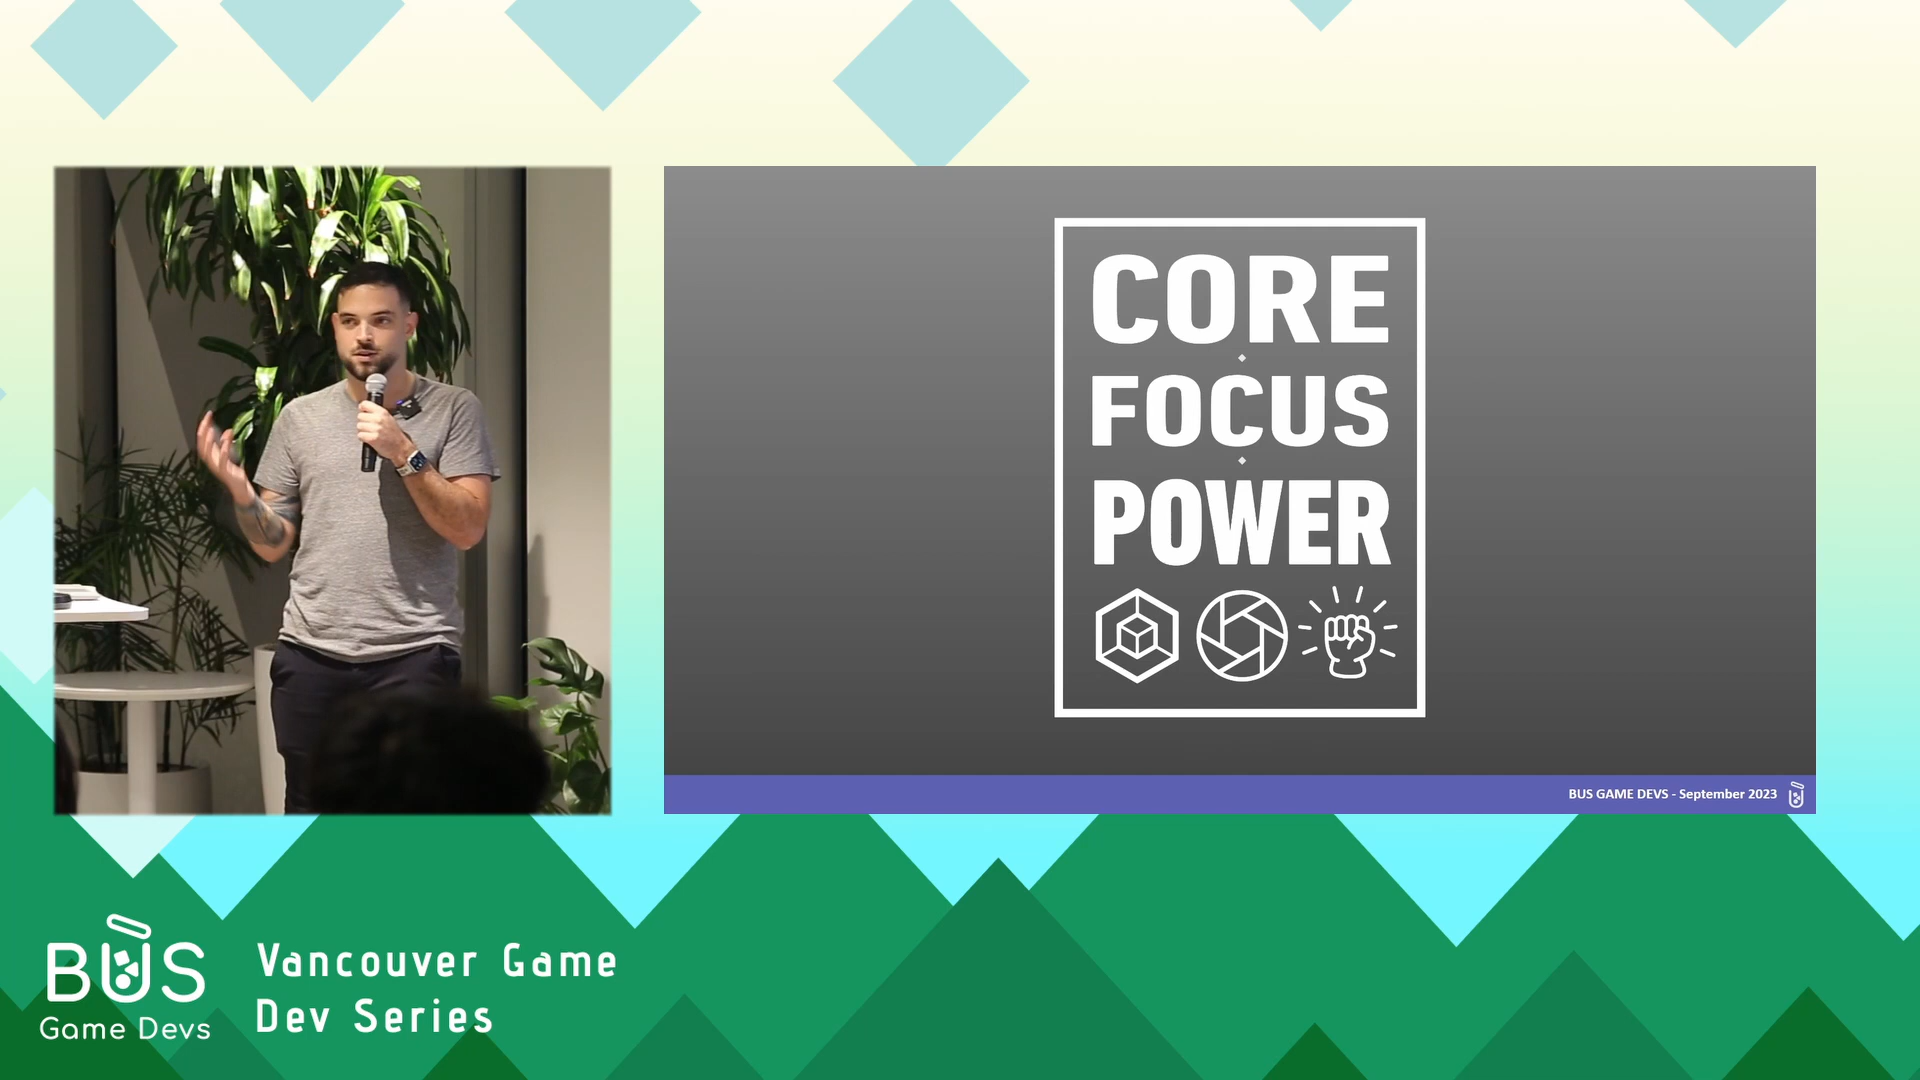 CORE
FOCUS
POWER
BUS GAME DEVS - September 2023
BUS
Game Devs
Vancouver Game
Dev Series